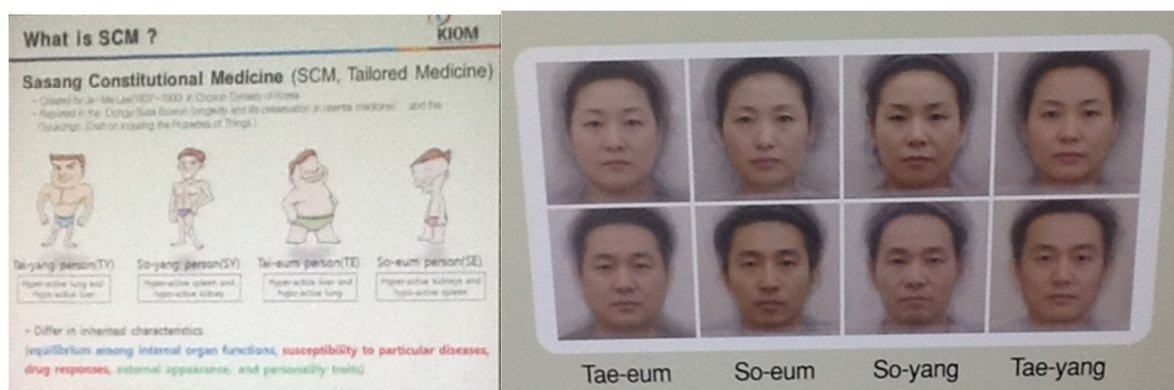 What is SCM ?
KIOM
Sasang Constitutional Medicine (SCM, Tailored Medicine)
Tai-yang person(TY)
So-yang person(SY)
Tai-eum person(TE)
So-eum person(SE)
Hyper-active lung and
hypo-active liver
Hyper-active spleen and
hypo-active kidney
Hyper-active liver and
hypo-active lung
Hyper-active kidneys and
hypo-active spleen
• Differ in inherited characteristics
(equilibrium among internal organ functions, susceptibility to particular diseases,
drug responses, external appearance, and personality traits)
Tae-eum
So-eum
So-yang
Tae-yang